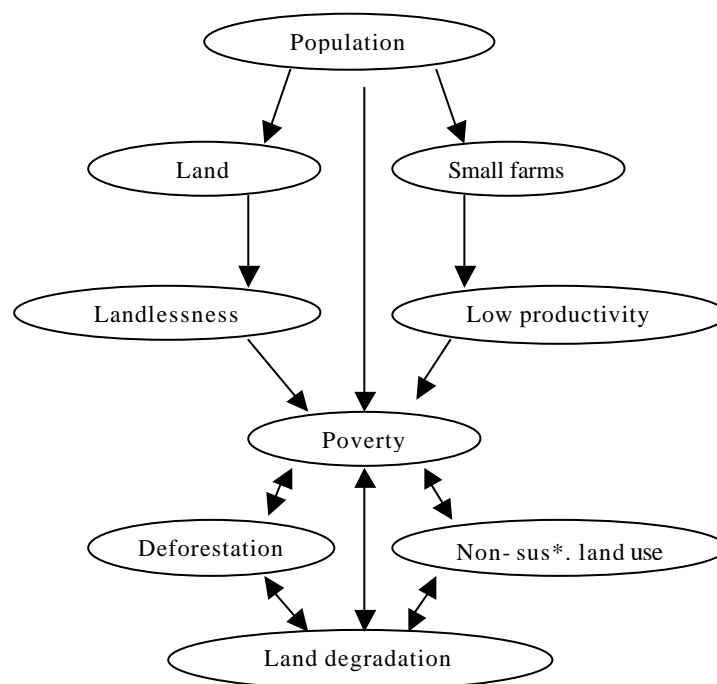 Population
Land
Small farms
Landlessness
Low productivity
Poverty
Deforestation
Non- sus*. land use
Land degradation